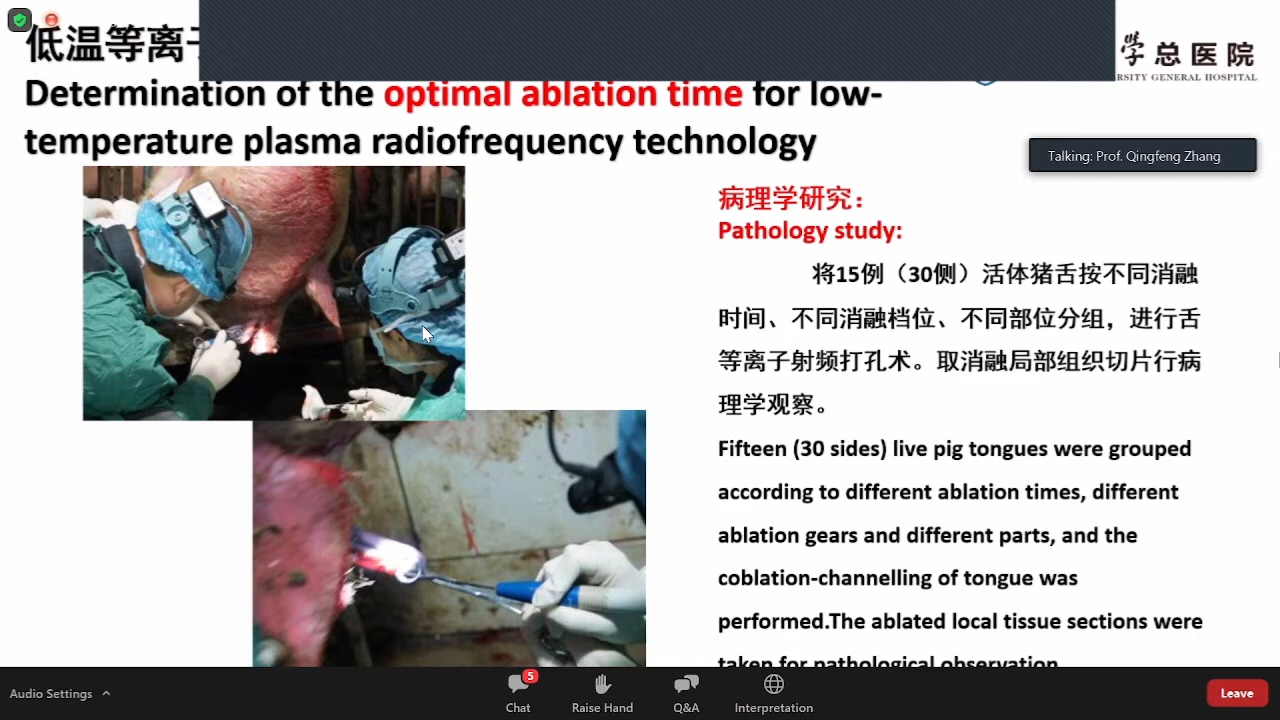 低温等离子
学总医院
RSITY GENERAL HOSPITAL
Determination of the optimal ablation time for low-
temperature plasma radiofrequency technology
Talking: Prof. Qingfeng Zhang
病理学研究：
Pathology study:
将15例（30侧）活体猪舌按不同消融
时间、不同消融档位、不同部位分组，进行舌
等离子射频打孔术。取消融局部组织切片行病
理学观察。
Fifteen (30 sides) live pig tongues were grouped
according to different ablation times, different
ablation gears and different parts, and the
coblation-channelling of tongue was
performed.The ablated local tissue sections were
taken for pathological observation
Audio Settings
5
Chat
Raise Hand
Q&A
Interpretation
Leave